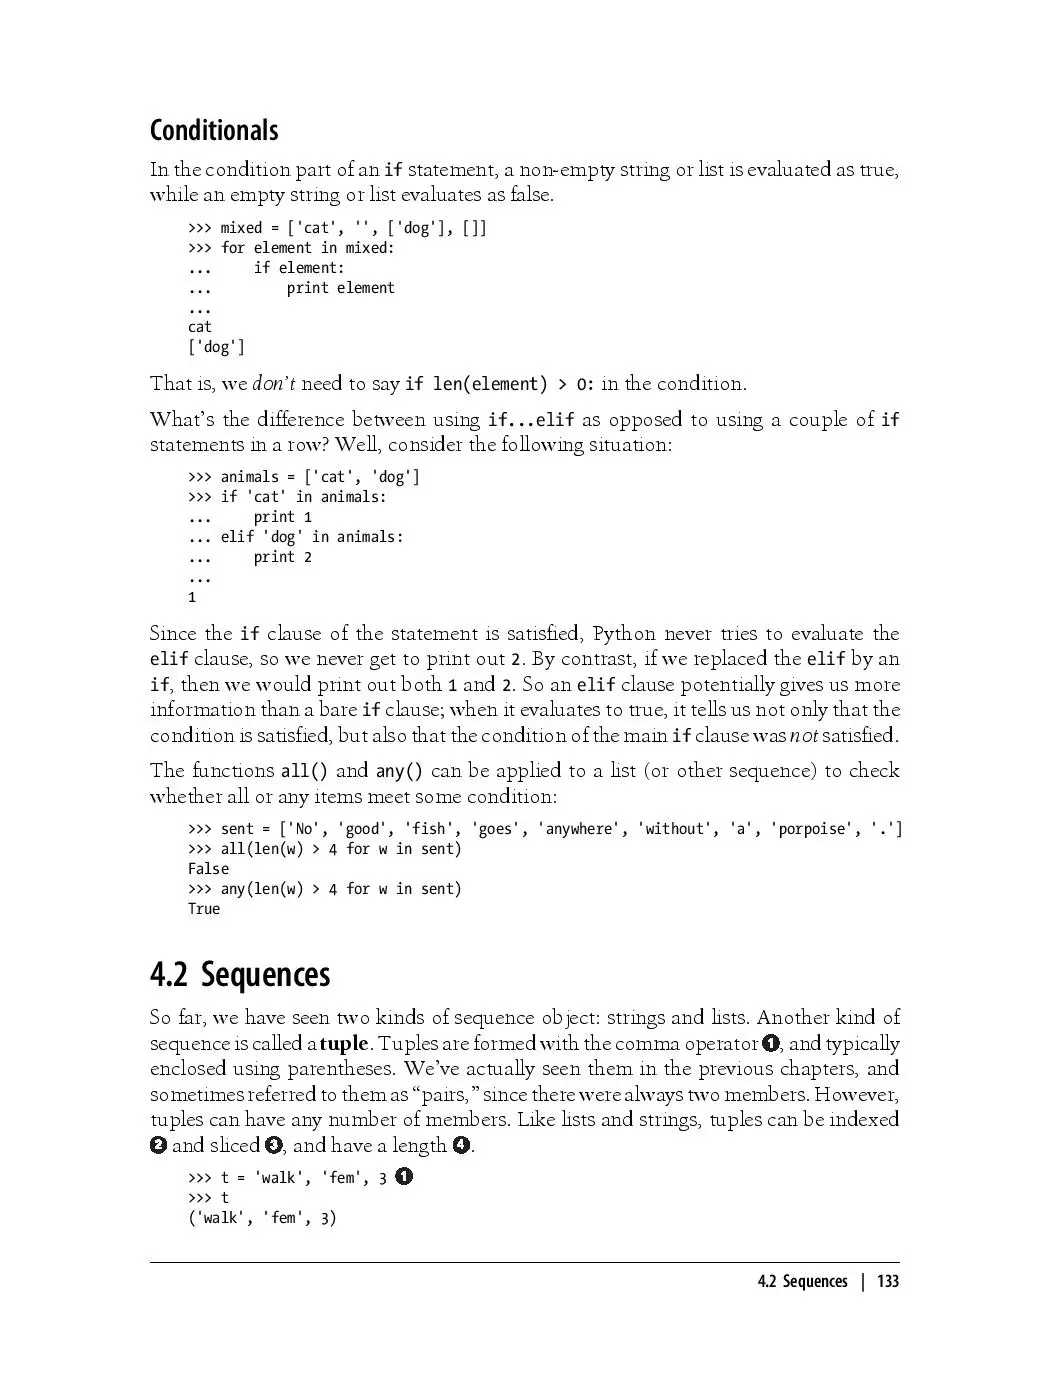 Conditionals
In the condition part of an if statement, a non-empty string or list is evaluated as true,
while an empty string or list evaluates as false.
>>> mixed = ['cat', '', ['dog'], []]
>>> for element in mixed:
...     if element:
...         print element
...
cat
['dog']
That is, we don't need to say if len(element) > 0: in the condition.
What's the difference between using if...elif as opposed to using a couple of if
statements in a row? Well, consider the following situation:
>>> animals = ['cat', 'dog']
>>> if 'cat' in animals:
...     print 1
... elif 'dog' in animals:
...     print 2
...
1
Since the if clause of the statement is satisfied, Python never tries to evaluate the
elif clause, so we never get to print out 2. By contrast, if we replaced the elif by an
if, then we would print out both 1 and 2. So an elif clause potentially gives us more
information than a bare if clause; when it evaluates to true, it tells us not only that the
condition is satisfied, but also that the condition of the main if clause was not satisfied.
The functions all() and any() can be applied to a list (or other sequence) to check
whether all or any items meet some condition:
>>> sent = ['No', 'good', 'fish', 'goes', 'anywhere', 'without', 'a', 'porpoise', '.']
>>> all(len(w) > 4 for w in sent)
False
>>> any(len(w) > 4 for w in sent)
True
4.2 Sequences
So far, we have seen two kinds of sequence object: strings and lists. Another kind of
sequence is called a tuple. Tuples are formed with the comma operator ❶, and typically
enclosed using parentheses. We've actually seen them in the previous chapters, and
sometimes referred to them as “pairs,” since there were always two members. However,
tuples can have any number of members. Like lists and strings, tuples can be indexed
❷ and sliced ❸, and have a length ❹.
>>> t = 'walk', 'fem', 3 ❶
>>> t
('walk', 'fem', 3)
4.2 Sequences | 133